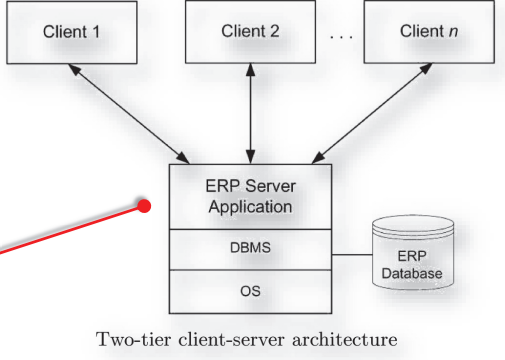 Client 1
Client 2
. . .
Client n
ERP Server
Application
DBMS
OS
ERP
Database
Two-tier client-server architecture